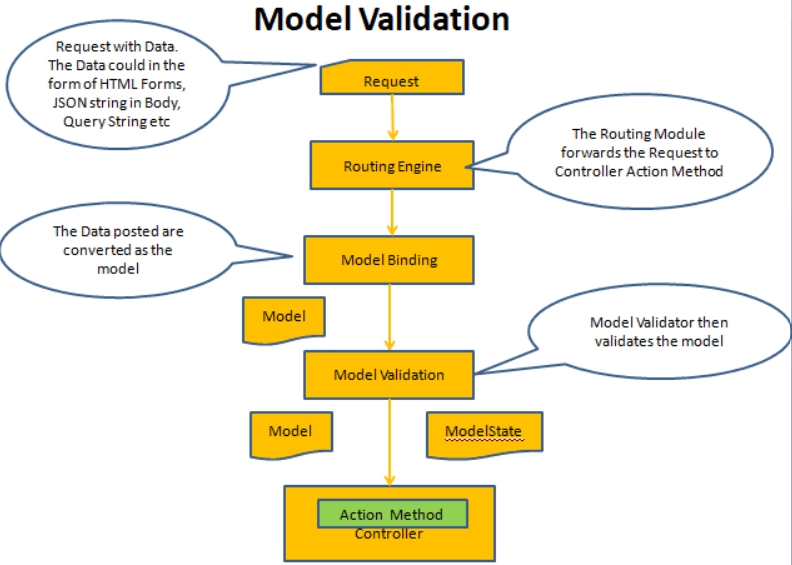 Model Validation
Request with Data.
The Data could in the
form of HTML Forms,
JSON string in Body,
Query String etc
Request
The Routing Module
forwards the Request to
Controller Action Method
Routing Engine
The Data posted are
converted as the
model
Model Binding
Model
Model Validator then
validates the model
Model Validation
Model
ModelState
Action Method
Controller